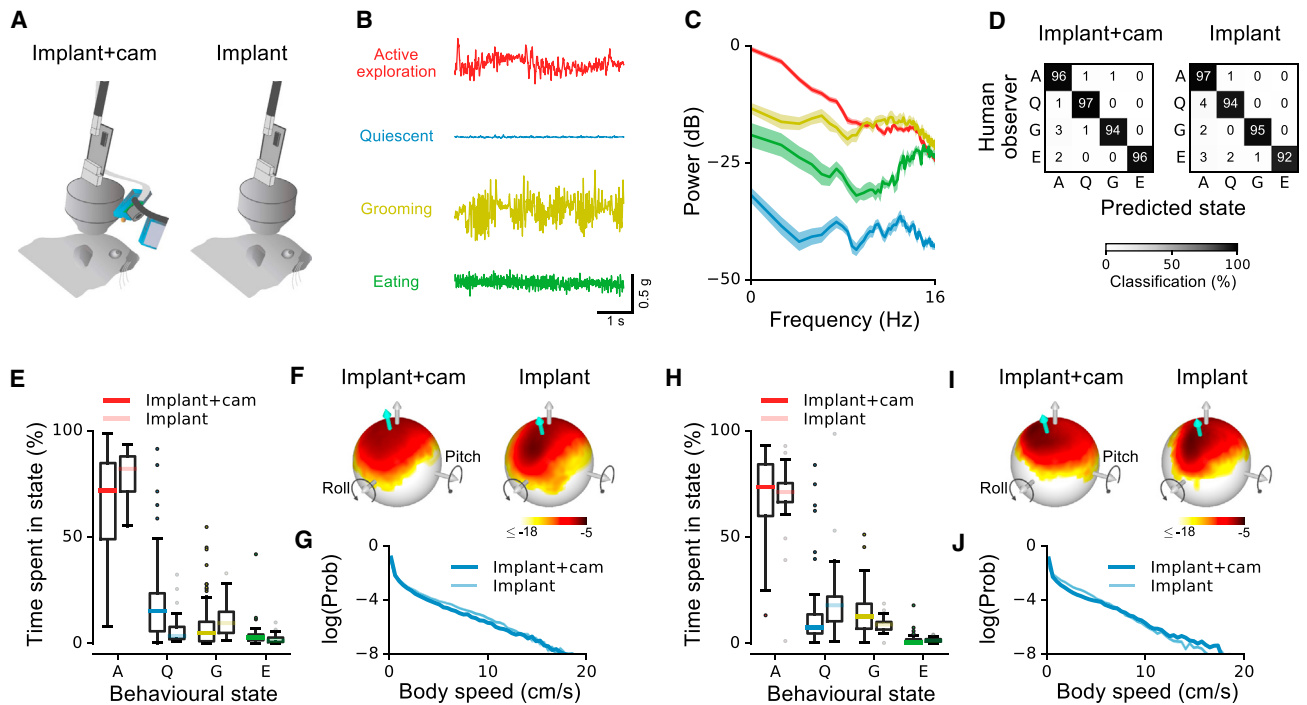 A
Implant+cam
Implant
B
Active
exploration
Quiescent
Grooming
Eating
0.5 g
1 s
C
0
−25
−50
Power (dB)
0
16
Frequency (Hz)
D
Implant+cam
Implant
Human
observer
A
96
1
1
0
Q
1
97
0
0
G
3
1
94
0
E
2
0
0
96
A
Q
G
E
A
97
1
0
0
Q
4
94
0
0
G
2
0
95
0
E
3
2
1
92
A
Q
G
E
Predicted state
0
50
100
Classification (%)
E
Implant+cam
Implant
100
50
0
Time spent in state (%)
A
Q
G
E
Behavioural state
F
Implant+cam
Implant
Pitch
Roll
≤ -18
-5
G
0
−4
−8
log(Prob)
Implant+cam
Implant
0
10
20
Body speed (cm/s)
H
Implant+cam
Implant
100
50
0
Time spent in state (%)
A
Q
G
E
Behavioural state
I
Implant+cam
Implant
Pitch
Roll
≤ -18
-5
J
0
−4
−8
log(Prob)
Implant+cam
Implant
0
10
20
Body speed (cm/s)